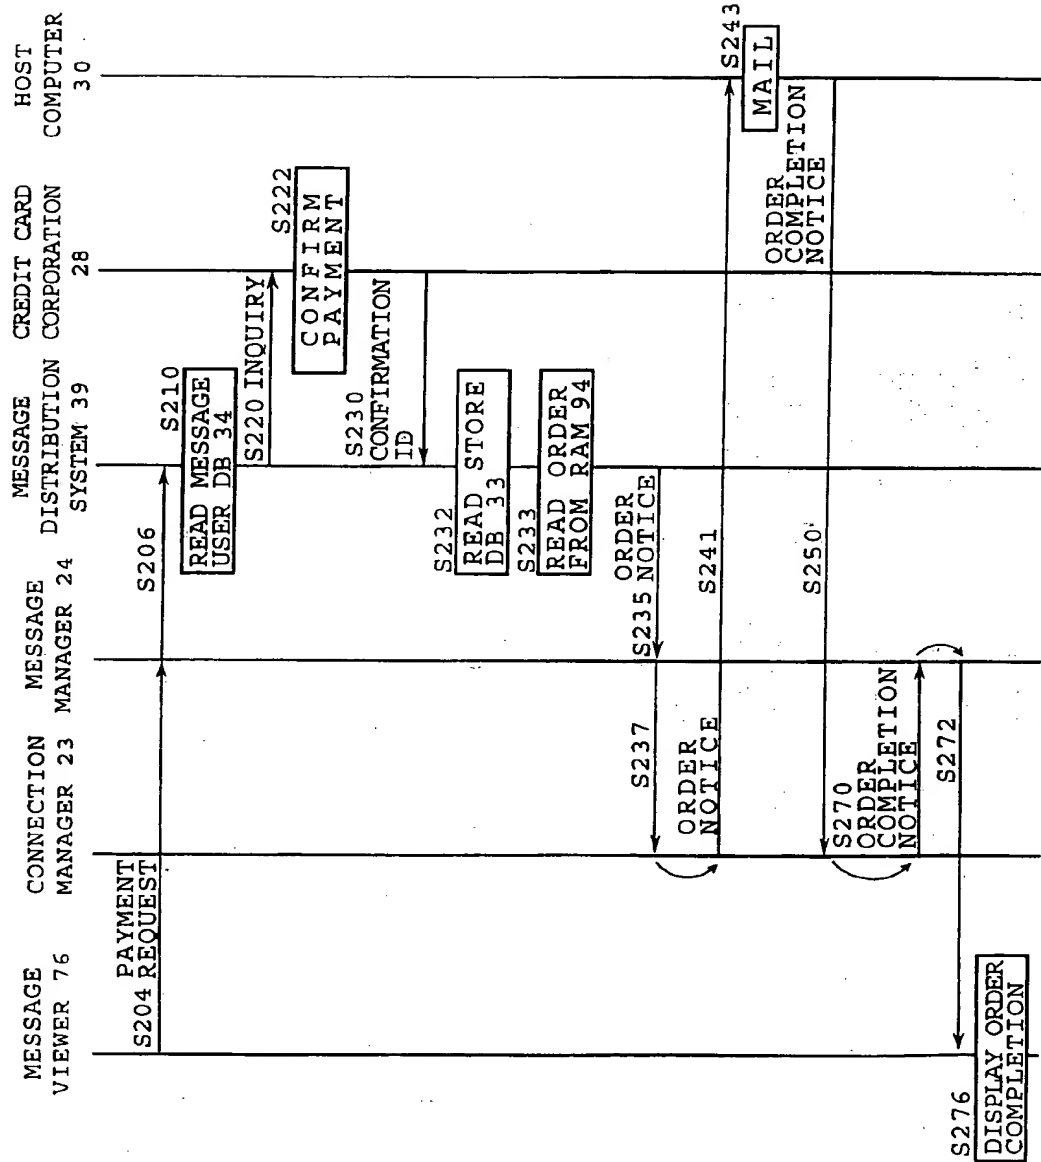 MESSAGE
VIEWER 76
CONNECTION
MANAGER 23
MESSAGE
MANAGER 24
MESSAGE
DISTRIBUTION
SYSTEM 39
CREDIT CARD
CORPORATION
28
HOST
COMPUTER
30
S204
PAYMENT
REQUEST
S206
S210
READ MESSAGE
USER DB 34
S220 INQUIRY
S222
CONFIRM
PAYMENT
S230
CONFIRMATION
ID
S232
READ STORE
DB 33
S233
READ ORDER
FROM RAM 94
S235
ORDER
NOTICE
S237
ORDER
NOTICE
S241
S243
MAIL
ORDER
COMPLETION
NOTICE
S250
S270
ORDER
COMPLETION
NOTICE
S272
S276
DISPLAY ORDER
COMPLETION